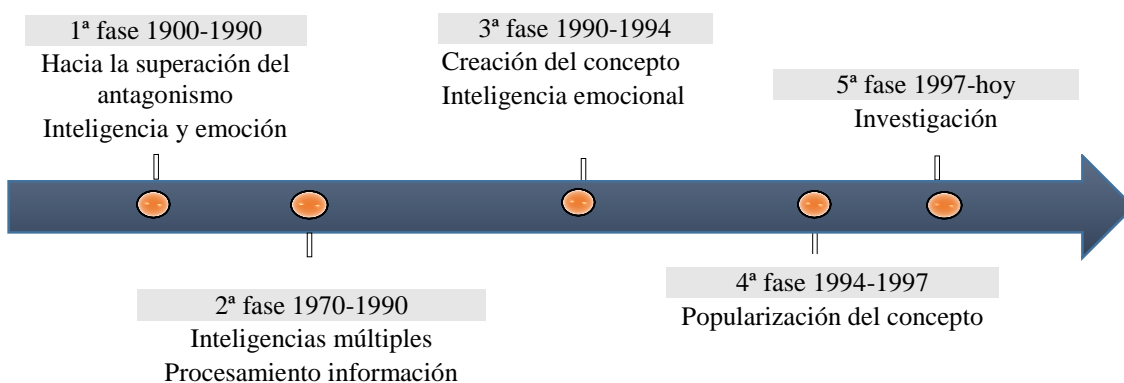 1ª fase 1900-1990
Hacia la superación del
antagonismo
Inteligencia y emoción
2ª fase 1970-1990
Inteligencias múltiples
Procesamiento información
3ª fase 1990-1994
Creación del concepto
Inteligencia emocional
4ª fase 1994-1997
Popularización del concepto
5ª fase 1997-hoy
Investigación